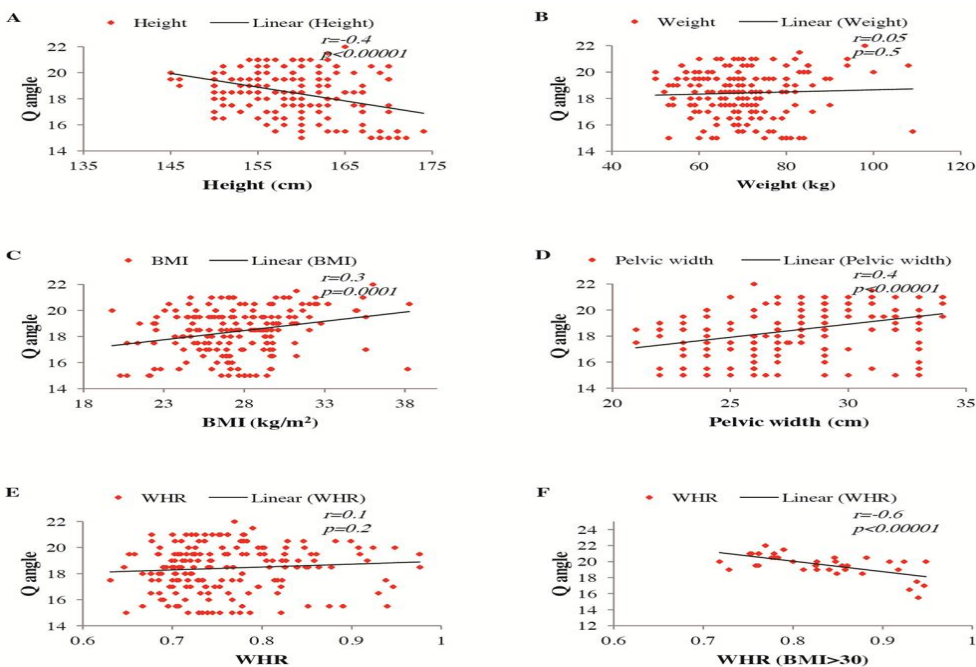 A
Height Linear (Height)
r=-0.4
p<0.00001
Q angle
22
20
18
16
14
135 145 155 165 175
Height (cm)
B
Weight Linear (Weight)
r=0.05
p=0.5
Q angle
22
20
18
16
14
40 60 80 100 120
Weight (kg)
C
BMI Linear (BMI)
r=0.3
p=0.0001
Q angle
22
20
18
16
14
18 23 28 33 38
BMI (kg/m²)
D
Pelvic width Linear (Pelvic width)
r=0.4
p<0.00001
Q angle
22
20
18
16
14
20 25 30 35
Pelvic width (cm)
E
WHR Linear (WHR)
r=0.1
p=0.2
Q angle
22
20
18
16
14
0.6 0.7 0.8 0.9 1
WHR
F
WHR Linear (WHR)
r=-0.6
p<0.00001
Q angle
24
22
20
18
16
14
12
0.6 0.7 0.8 0.9 1
WHR (BMI>30)